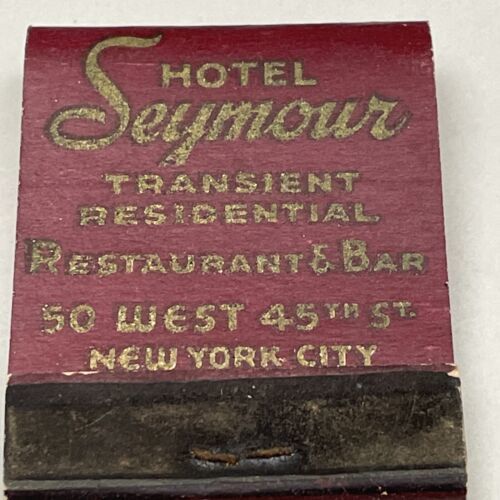 HOTEL
Seymour
TRANSIENT
RESIDENTIAL
RESTAURANT & BAR
50 WEST 45TH ST.
NEW YORK CITY